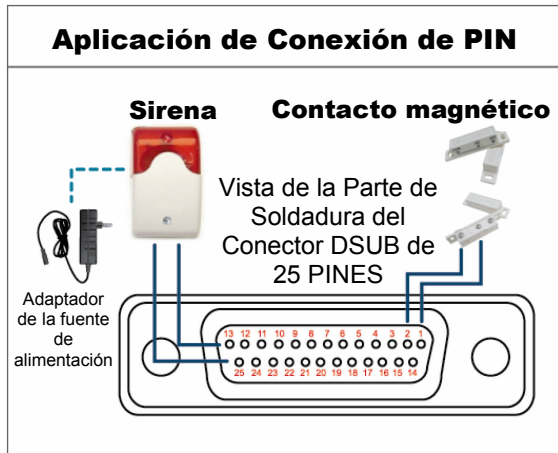 Aplicación de Conexión de PIN
Sirena
Contacto magnético
Vista de la Parte de
Soldadura del
Conector DSUB de
25 PINES
Adaptador
de la fuente
de
alimentación
13 12 11 10 9 8 7 6 5 4 3 2 1
25 24 23 22 21 20 19 18 17 16 15 14